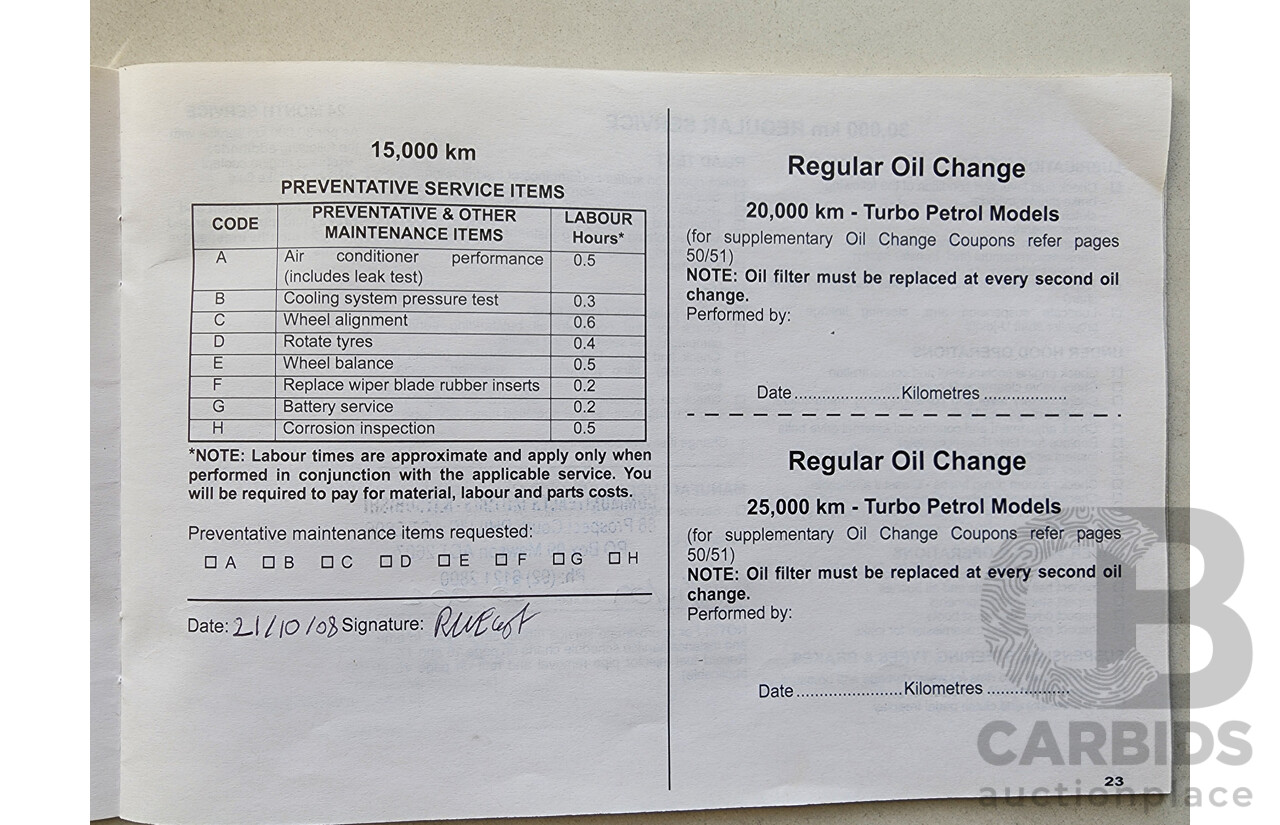 15,000 km
PREVENTATIVE SERVICE ITEMS
CODE
PREVENTATIVE & OTHER
MAINTENANCE ITEMS
LABOUR
Hours*
A Air conditioner performance 0.5
(includes leak test)
B Cooling system pressure test 0.3
C Wheel alignment 0.6
D Rotate tyres 0.4
E Wheel balance 0.5
F Replace wiper blade rubber inserts 0.2
G Battery service 0.2
H Corrosion inspection 0.5
*NOTE: Labour times are approximate and apply only when
performed in conjunction with the applicable service. You
will be required to pay for material, labour and parts costs.
Preventative maintenance items requested:
☐ A ☐ B ☐ C ☐ D ☐ E ☐ F ☐ G ☐ H
Date: 21/10/08 Signature:
Regular Oil Change
20,000 km - Turbo Petrol Models
(for supplementary Oil Change Coupons refer pages
50/51)
NOTE: Oil filter must be replaced at every second oil
change.
Performed by:
Date.......................Kilometres ..................
Regular Oil Change
25,000 km - Turbo Petrol Models
(for supplementary Oil Change Coupons refer pages
50/51)
NOTE: Oil filter must be replaced at every second oil
change.
Performed by:
Date.......................Kilometres ..................
23
CB
CARBIDS
auctionplace